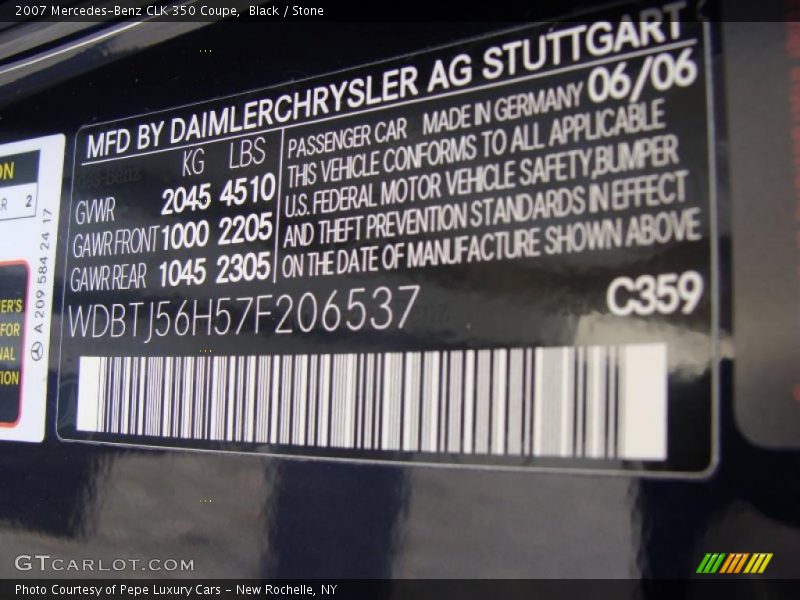 2007 Mercedes-Benz CLK 350 Coupe,  Black / Stone
MFD BY DAIMLERCHRYSLER AG STUTTGART
KG LBS
GVWR 2045 4510
GAWR FRONT 1000 2205
GAWR REAR 1045 2305
PASSENGER CAR MADE IN GERMANY 06/06
THIS VEHICLE CONFORMS TO ALL APPLICABLE
U.S. FEDERAL MOTOR VEHICLE SAFETY,BUMPER
AND THEFT PREVENTION STANDARDS IN EFFECT
ON THE DATE OF MANUFACTURE SHOWN ABOVE
WDBTJ56H57F206537
C359
2
A 209 584 24 17
GTCARLOT.COM
Photo Courtesy of Pepe Luxury Cars - New Rochelle, NY